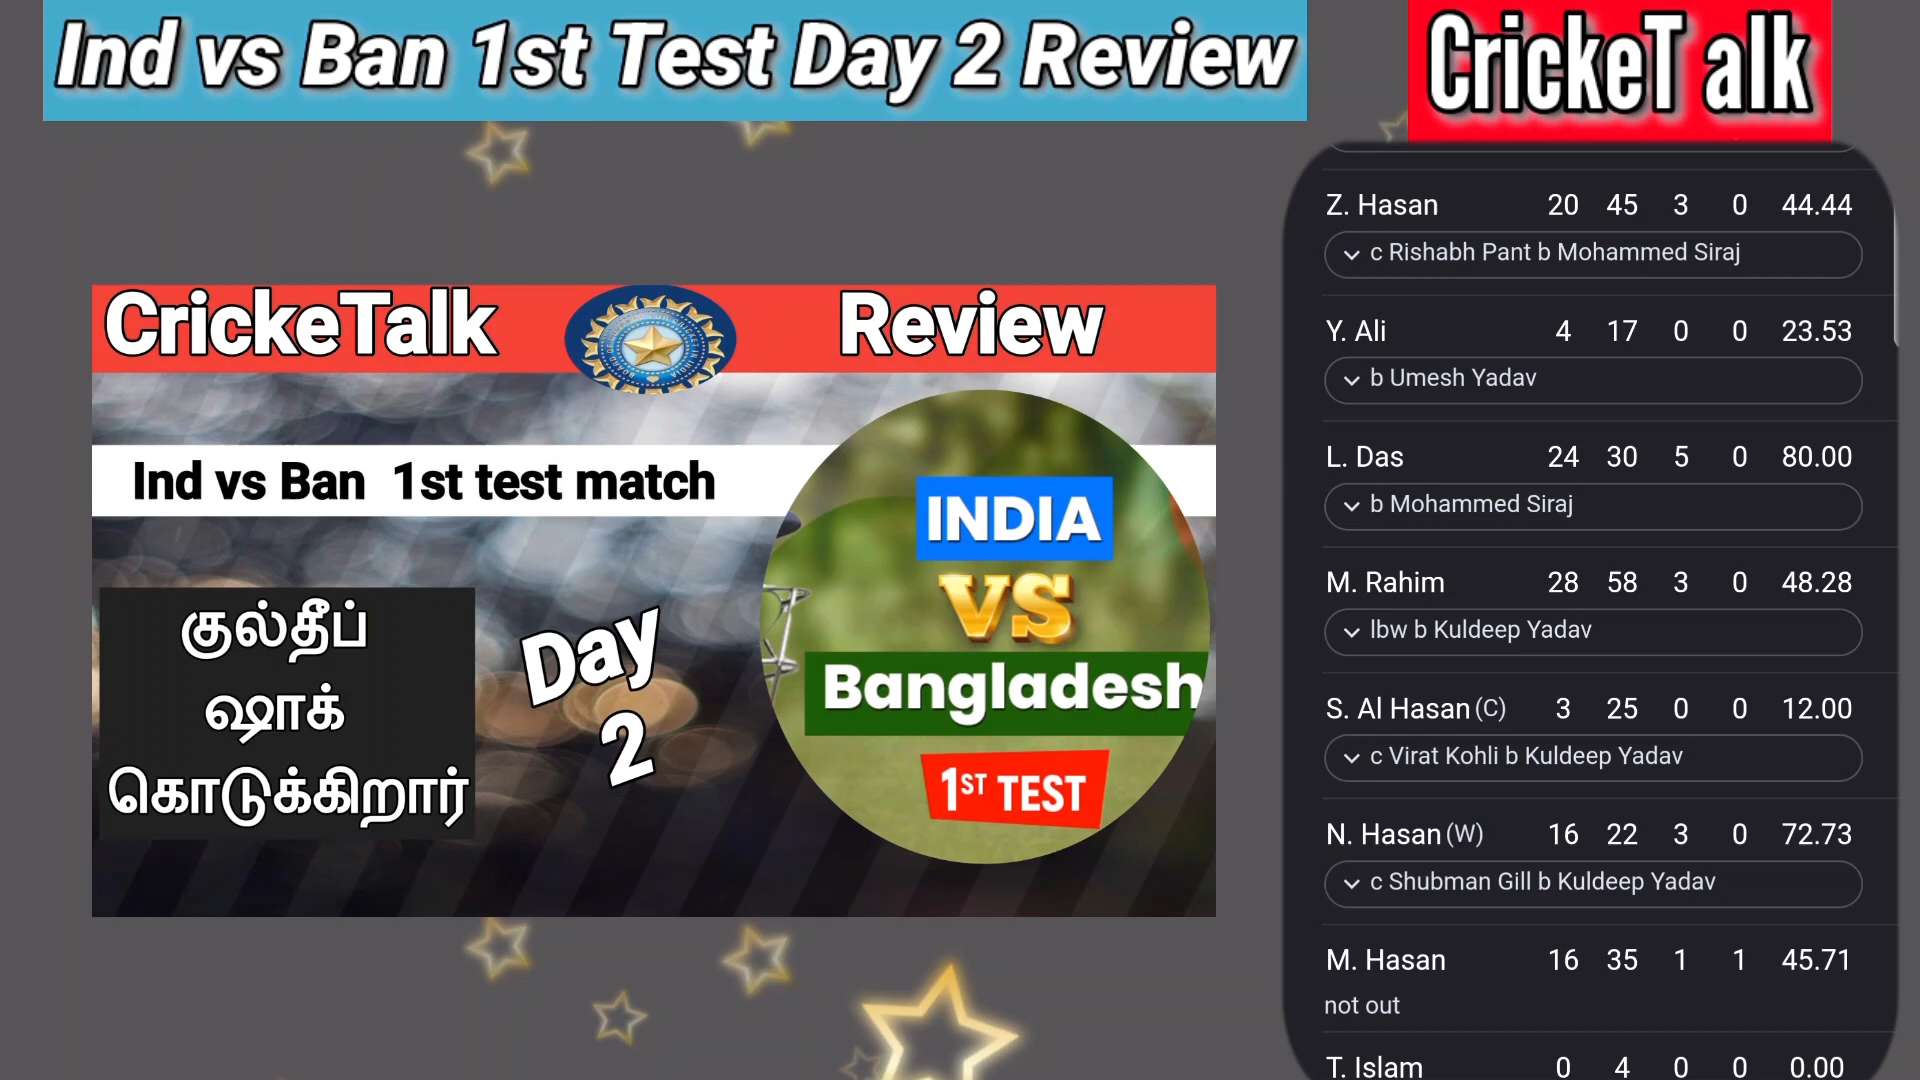 Ind vs Ban 1st Test Day 2 Review
CrickeT alk
CrickeTalk
Review
Ind vs Ban 1st test match
குல்தீப்
ஷாக்
கொடுக்கிறார்
Day
2
INDIA
VS
Bangladesh
1ST TEST
Z. Hasan 20 45 3 0 44.44
c Rishabh Pant b Mohammed Siraj
Y. Ali 4 17 0 0 23.53
b Umesh Yadav
L. Das 24 30 5 0 80.00
b Mohammed Siraj
M. Rahim 28 58 3 0 48.28
lbw b Kuldeep Yadav
S. Al Hasan (C) 3 25 0 0 12.00
c Virat Kohli b Kuldeep Yadav
N. Hasan (W) 16 22 3 0 72.73
c Shubman Gill b Kuldeep Yadav
M. Hasan 16 35 1 1 45.71
not out
T. Islam 0 4 0 0 0.00